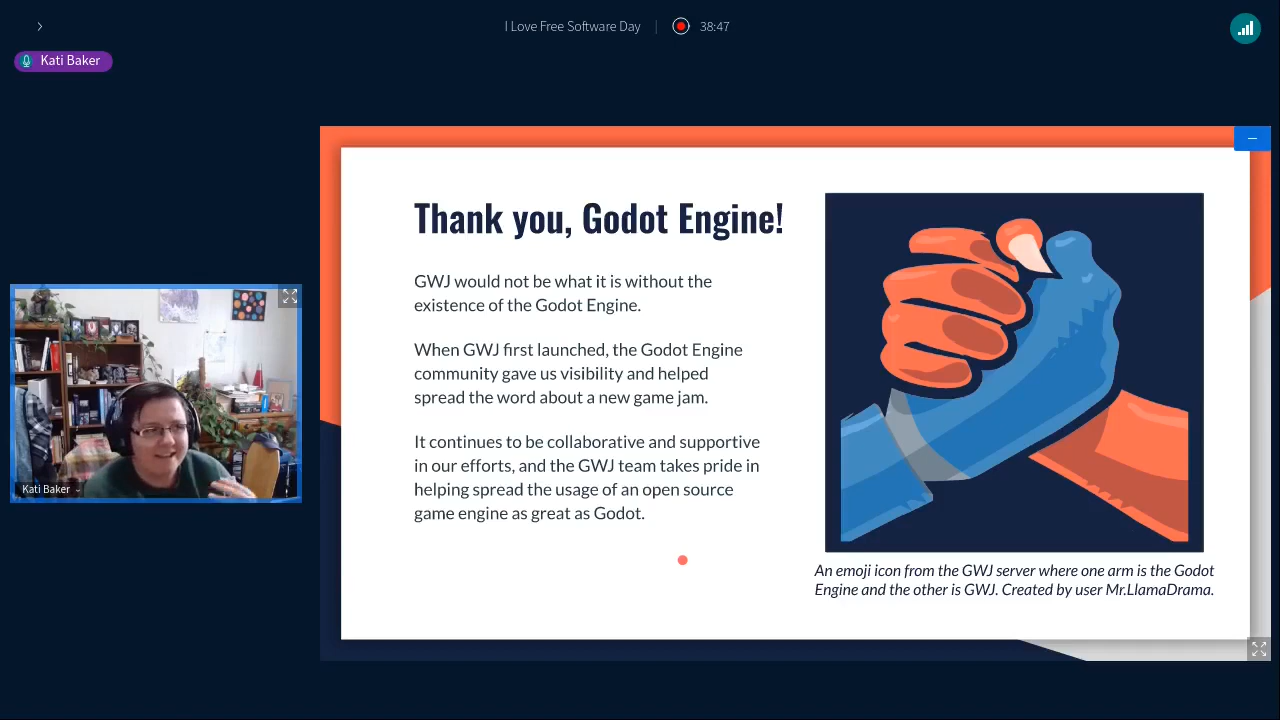 I Love Free Software Day
38:47
Kati Baker
Thank you, Godot Engine!
GWJ would not be what it is without the
existence of the Godot Engine.
When GWJ first launched, the Godot Engine
community gave us visibility and helped
spread the word about a new game jam.
It continues to be collaborative and supportive
in our efforts, and the GWJ team takes pride in
helping spread the usage of an open source
game engine as great as Godot.
An emoji icon from the GWJ server where one arm is the Godot
Engine and the other is GWJ. Created by user Mr.LlamaDrama.
Kati Baker